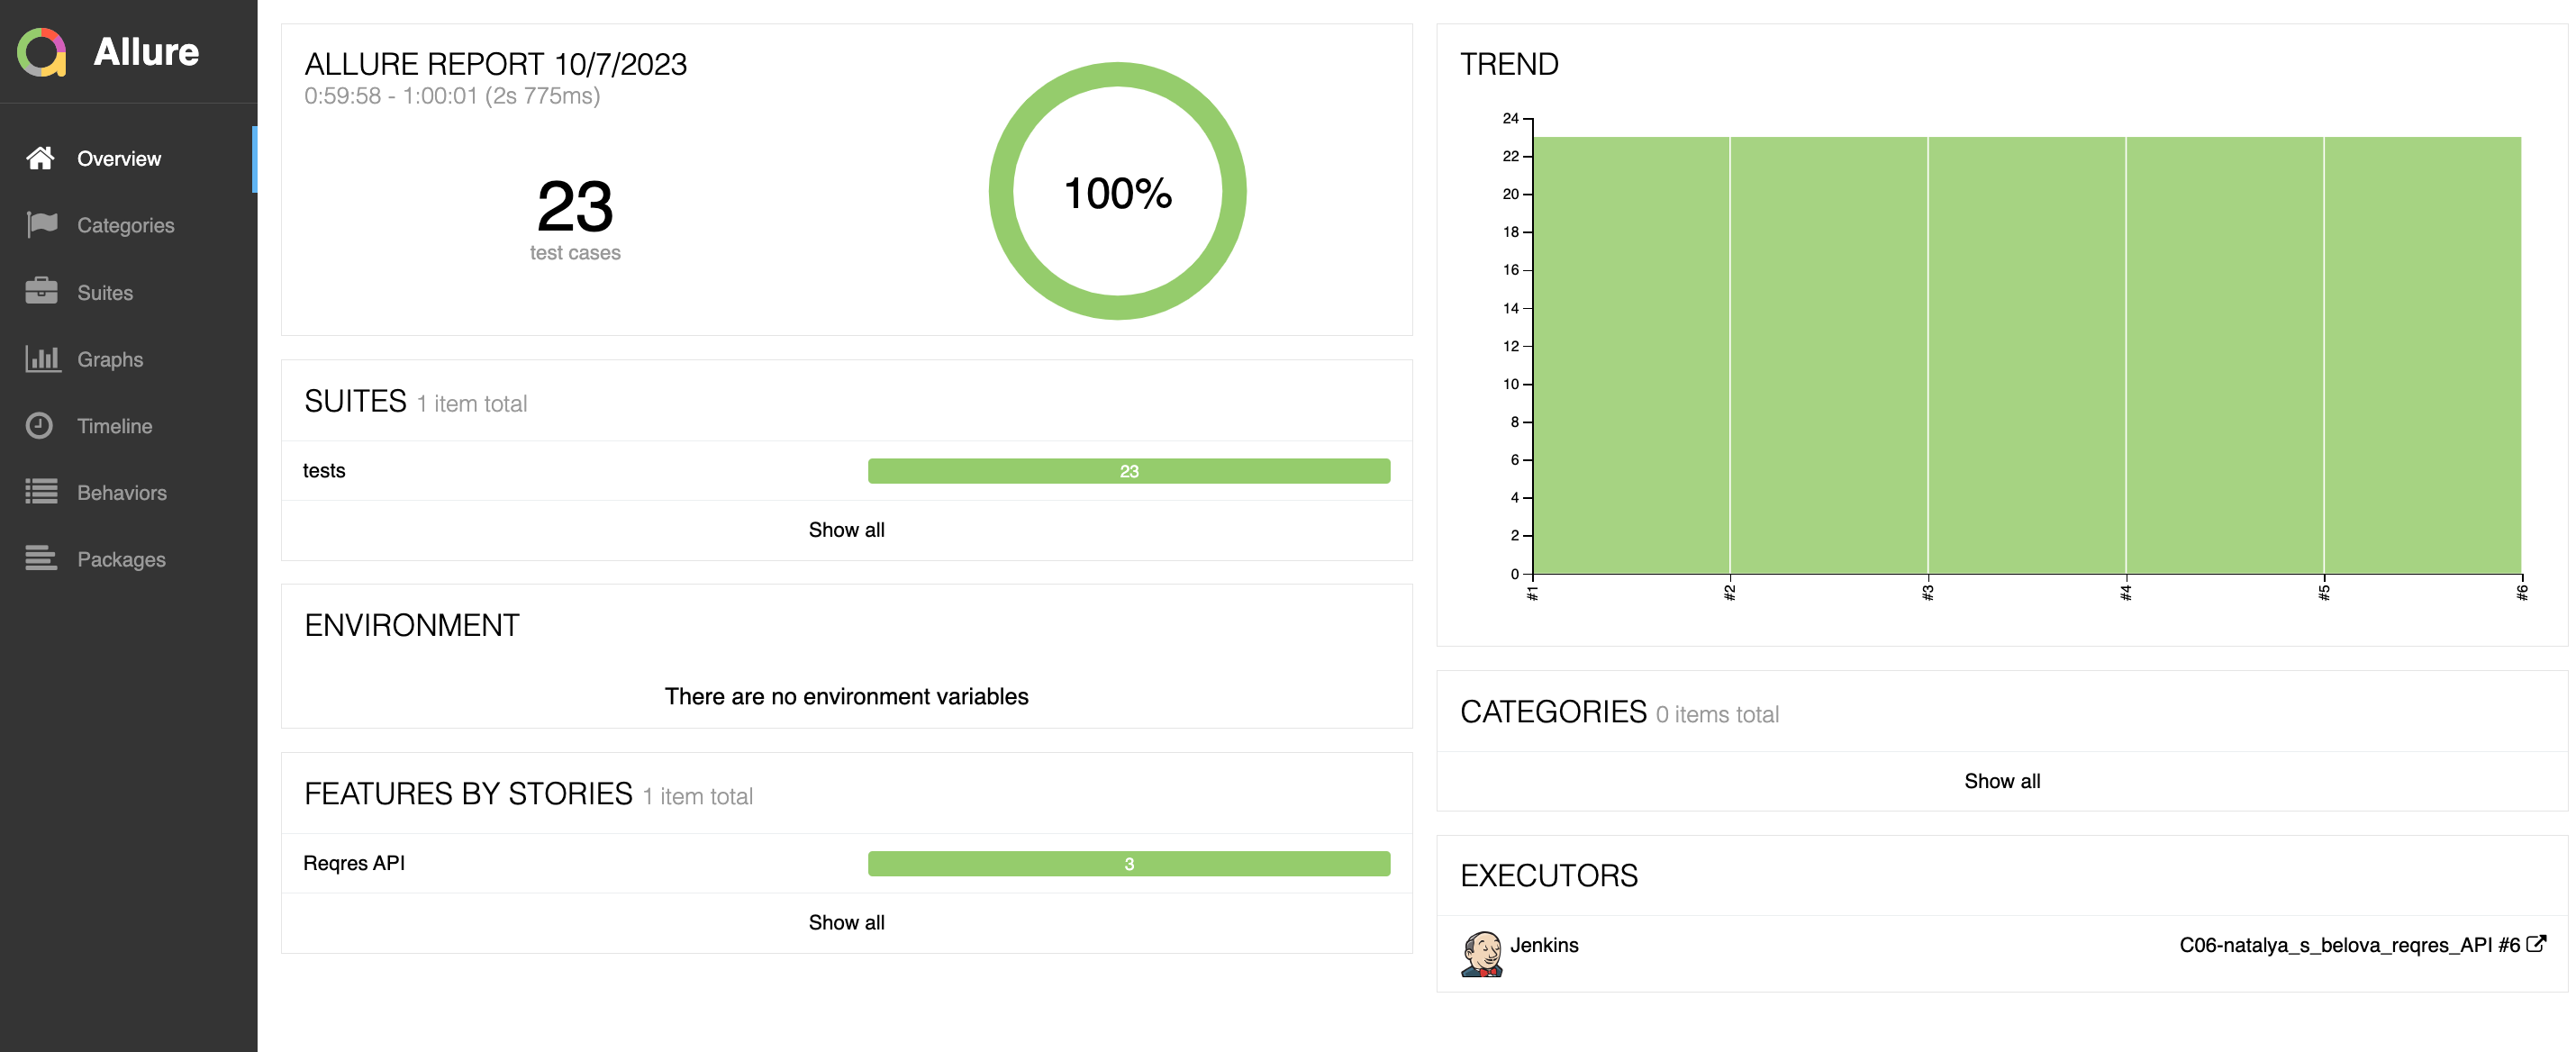 Allure
Overview
Categories
Suites
Graphs
Timeline
Behaviors
Packages
ALLURE REPORT 10/7/2023
0:59:58 - 1:00:01 (2s 775ms)
23
test cases
100%
SUITES 1 item total
tests 23
Show all
ENVIRONMENT
There are no environment variables
FEATURES BY STORIES 1 item total
Reqres API 3
Show all
TREND
24
22
20
18
16
14
12
10
8
6
4
2
0
#1 #2 #3 #4 #5 #6
CATEGORIES 0 items total
Show all
EXECUTORS
Jenkins C06-natalya_s_belova_reqres_API #6